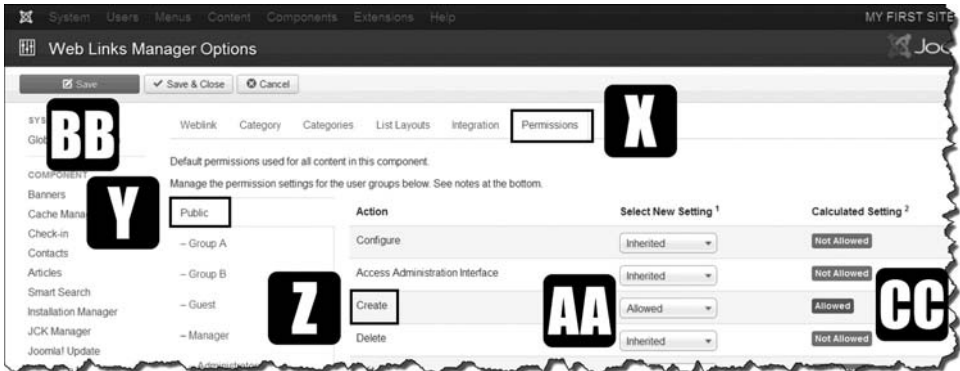 System Users Menus Content Components Extensions Help MY FIRST SITE
Web Links Manager Options
Save Save & Close Cancel
BB
X
Weblink Category Categories List Layouts Integration Permissions
Default permissions used for all content in this component.
COMPONENT
Manage the permission settings for the user groups below. See notes at the bottom.
Banners
Y
Cache
Public Action Select New Setting 1 Calculated Setting 2
Check-in
– Group A Configure Inherited Not Allowed
Contacts
Articles
– Group B Access Administration Interface Inherited Not Allowed
Smart Search
Z AA CC
– Guest Create Allowed Allowed
Installation Manager
JCK Manager
– Manager Delete Inherited Not Allowed
Joomla! Update